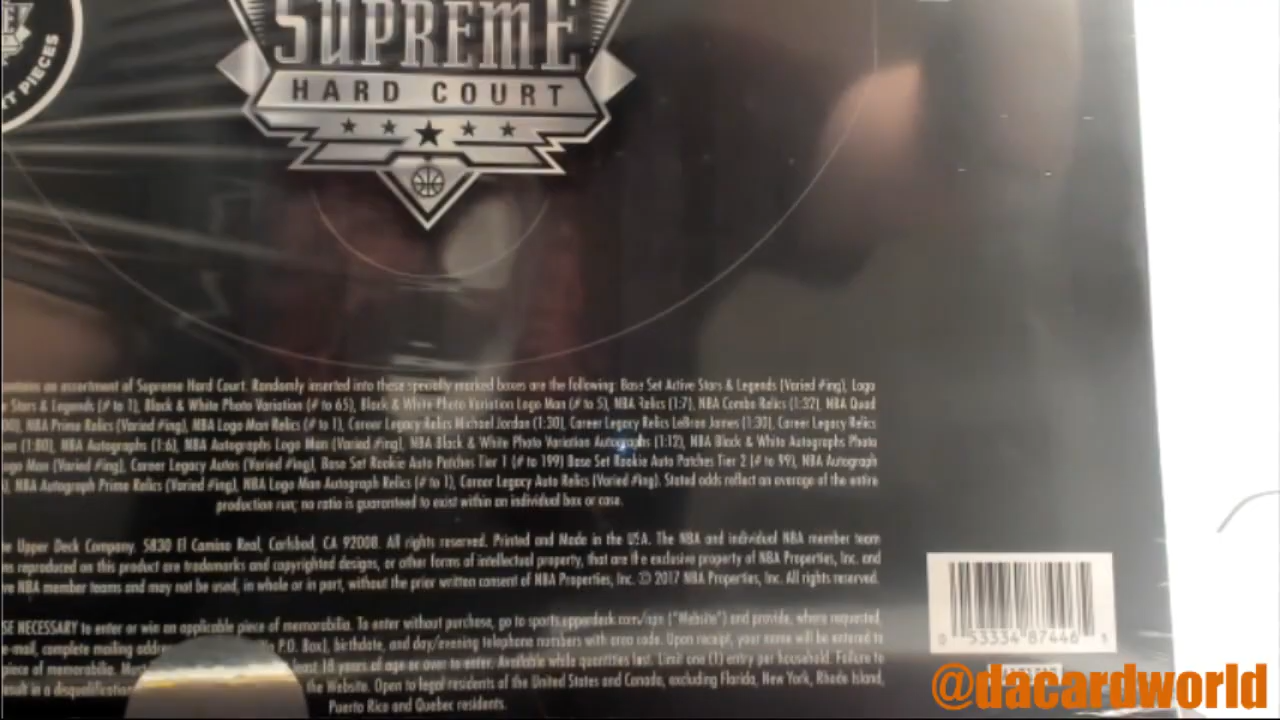 SUPREME
HARD COURT
T PIECES
an assortment of Supreme Hard Court. Randomly inserted into these specially marked boxes are the following: Base Set Active Stars & Legends (Varied #ing), Logo
Stars & Legends (# to 1), Black & White Photo Variation (# to 65), Black & White Photo Variation Logo Man (# to 5), NBA Relics (1:7), NBA Combo Relics (1:32), NBA Quad
NBA Prime Relics (Varied #ing), NBA Logo Man Relics (# to 1), Career Legacy Relics Michael Jordan (1:30), Career Legacy Relics LeBron James (1:30), Career Legacy Relics
(1:80), NBA Autographs (1:6), NBA Autographs Logo Man (Varied #ing), NBA Black & White Photo Variation Autographs (1:12), NBA Black & White Autographs Photo
Man (Varied #ing), Career Legacy Autos (Varied #ing), Base Set Rookie Auto Patches Tier 1 (# to 199) Base Set Rookie Auto Patches Tier 2 (# to 99), NBA Autograph
NBA Autograph Prime Relics (Varied #ing), NBA Logo Man Autograph Relics (# to 1), Career Legacy Auto Relics (Varied #ing). Stated odds reflect an average of the entire
production run; no ratio is guaranteed to exist within an individual box or case.
Upper Deck Company. 5830 El Camino Real, Carlsbad, CA 92008. All rights reserved. Printed and Made in the USA. The NBA and individual NBA member team
reproduced on this product are trademarks and copyrighted designs, or other forms of intellectual property, that are the exclusive property of NBA Properties, Inc. and
NBA member teams and may not be used, in whole or in part, without the prior written consent of NBA Properties, Inc. © 2017 NBA Properties, Inc. All rights reserved.
SE NECESSARY to enter or win an applicable piece of memorabilia. To enter without purchase, go to sports.upperdeck.com/ ("Website") and provide, where requested,
e-mail, complete mailing P.O. Box), birthdate, and day/evening telephone numbers with area code. Upon receipt, your name will be entered to
piece of memorabilia. Must least 18 years of age or over to enter. Available while quantities last. Limit one (1) entry per household. Failure to
result in a disqualification the Website. Open to legal residents of the United States and Canada, excluding Florida, New York, Rhode Island,
Puerto Rico and Quebec residents.
0 53334 87446
@dacardworld